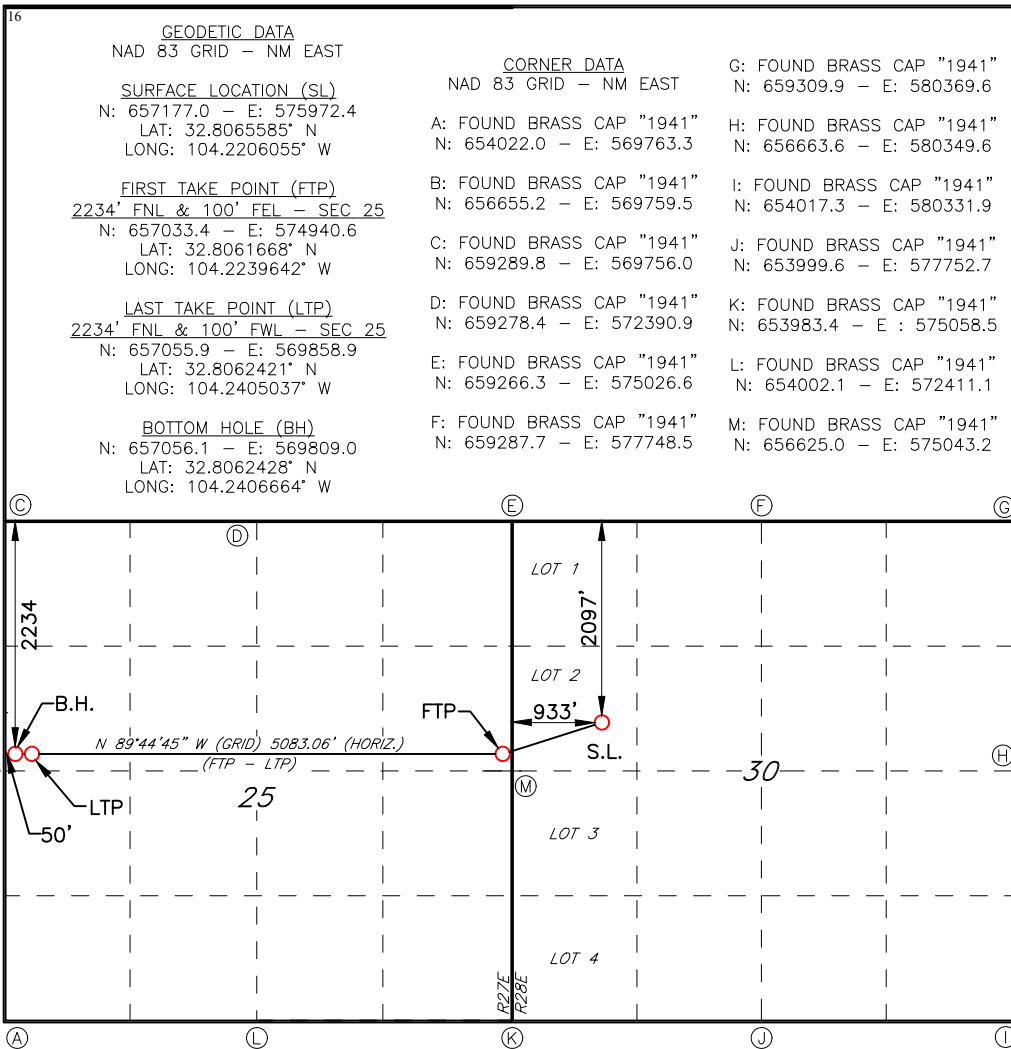 16
GEODETIC DATA
NAD 83 GRID – NM EAST
SURFACE LOCATION (SL)
N: 657177.0 – E: 575972.4
LAT: 32.8065585° N
LONG: 104.2206055° W
FIRST TAKE POINT (FTP)
2234' FNL & 100' FEL – SEC 25
N: 657033.4 – E: 574940.6
LAT: 32.8061668° N
LONG: 104.2239642° W
LAST TAKE POINT (LTP)
2234' FNL & 100' FWL – SEC 25
N: 657055.9 – E: 569858.9
LAT: 32.8062421° N
LONG: 104.2405037° W
BOTTOM HOLE (BH)
N: 657056.1 – E: 569809.0
LAT: 32.8062428° N
LONG: 104.2406664° W
CORNER DATA
NAD 83 GRID – NM EAST
A: FOUND BRASS CAP "1941"
N: 654022.0 – E: 569763.3
B: FOUND BRASS CAP "1941"
N: 656655.2 – E: 569759.5
C: FOUND BRASS CAP "1941"
N: 659289.8 – E: 569756.0
D: FOUND BRASS CAP "1941"
N: 659278.4 – E: 572390.9
E: FOUND BRASS CAP "1941"
N: 659266.3 – E: 575026.6
F: FOUND BRASS CAP "1941"
N: 659287.7 – E: 577748.5
G: FOUND BRASS CAP "1941"
N: 659309.9 – E: 580369.6
H: FOUND BRASS CAP "1941"
N: 656663.6 – E: 580349.6
I: FOUND BRASS CAP "1941"
N: 654017.3 – E: 580331.9
J: FOUND BRASS CAP "1941"
N: 653999.6 – E: 577752.7
K: FOUND BRASS CAP "1941"
N: 653983.4 – E : 575058.5
L: FOUND BRASS CAP "1941"
N: 654002.1 – E: 572411.1
M: FOUND BRASS CAP "1941"
N: 656625.0 – E: 575043.2
C
E
F
G
D
LOT 1
2234
2097'
LOT 2
B.H.
FTP
933'
N 89°44'45" W (GRID) 5083.06' (HORIZ.)
(FTP – LTP)
S.L.
H
30
M
25
LTP
50'
LOT 3
LOT 4
R27E
R28E
A
L
K
J
I